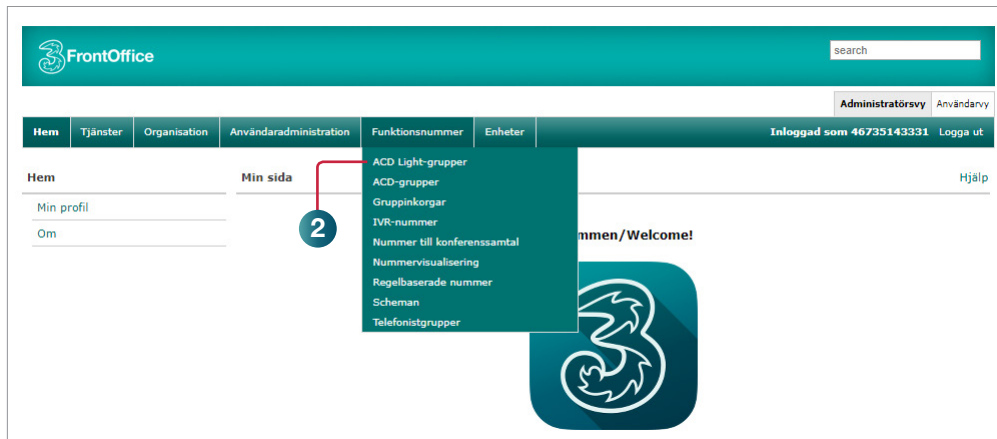 3 FrontOffice
search
Administratörsvy Användarvy
Hem Tjänster Organisation Användaradministration Funktionsnummer Enheter Inloggad som 46735143331 Logga ut
Hem
Min profil
Om
Min sida
Hjälp
ACD Light-grupper
ACD-grupper
Gruppinkorgar
IVR-nummer
Nummer till konferenssamtal
Nummervisualisering
Regelbaserade nummer
Scheman
Telefonistgrupper
2
mmen/Welcome!
3